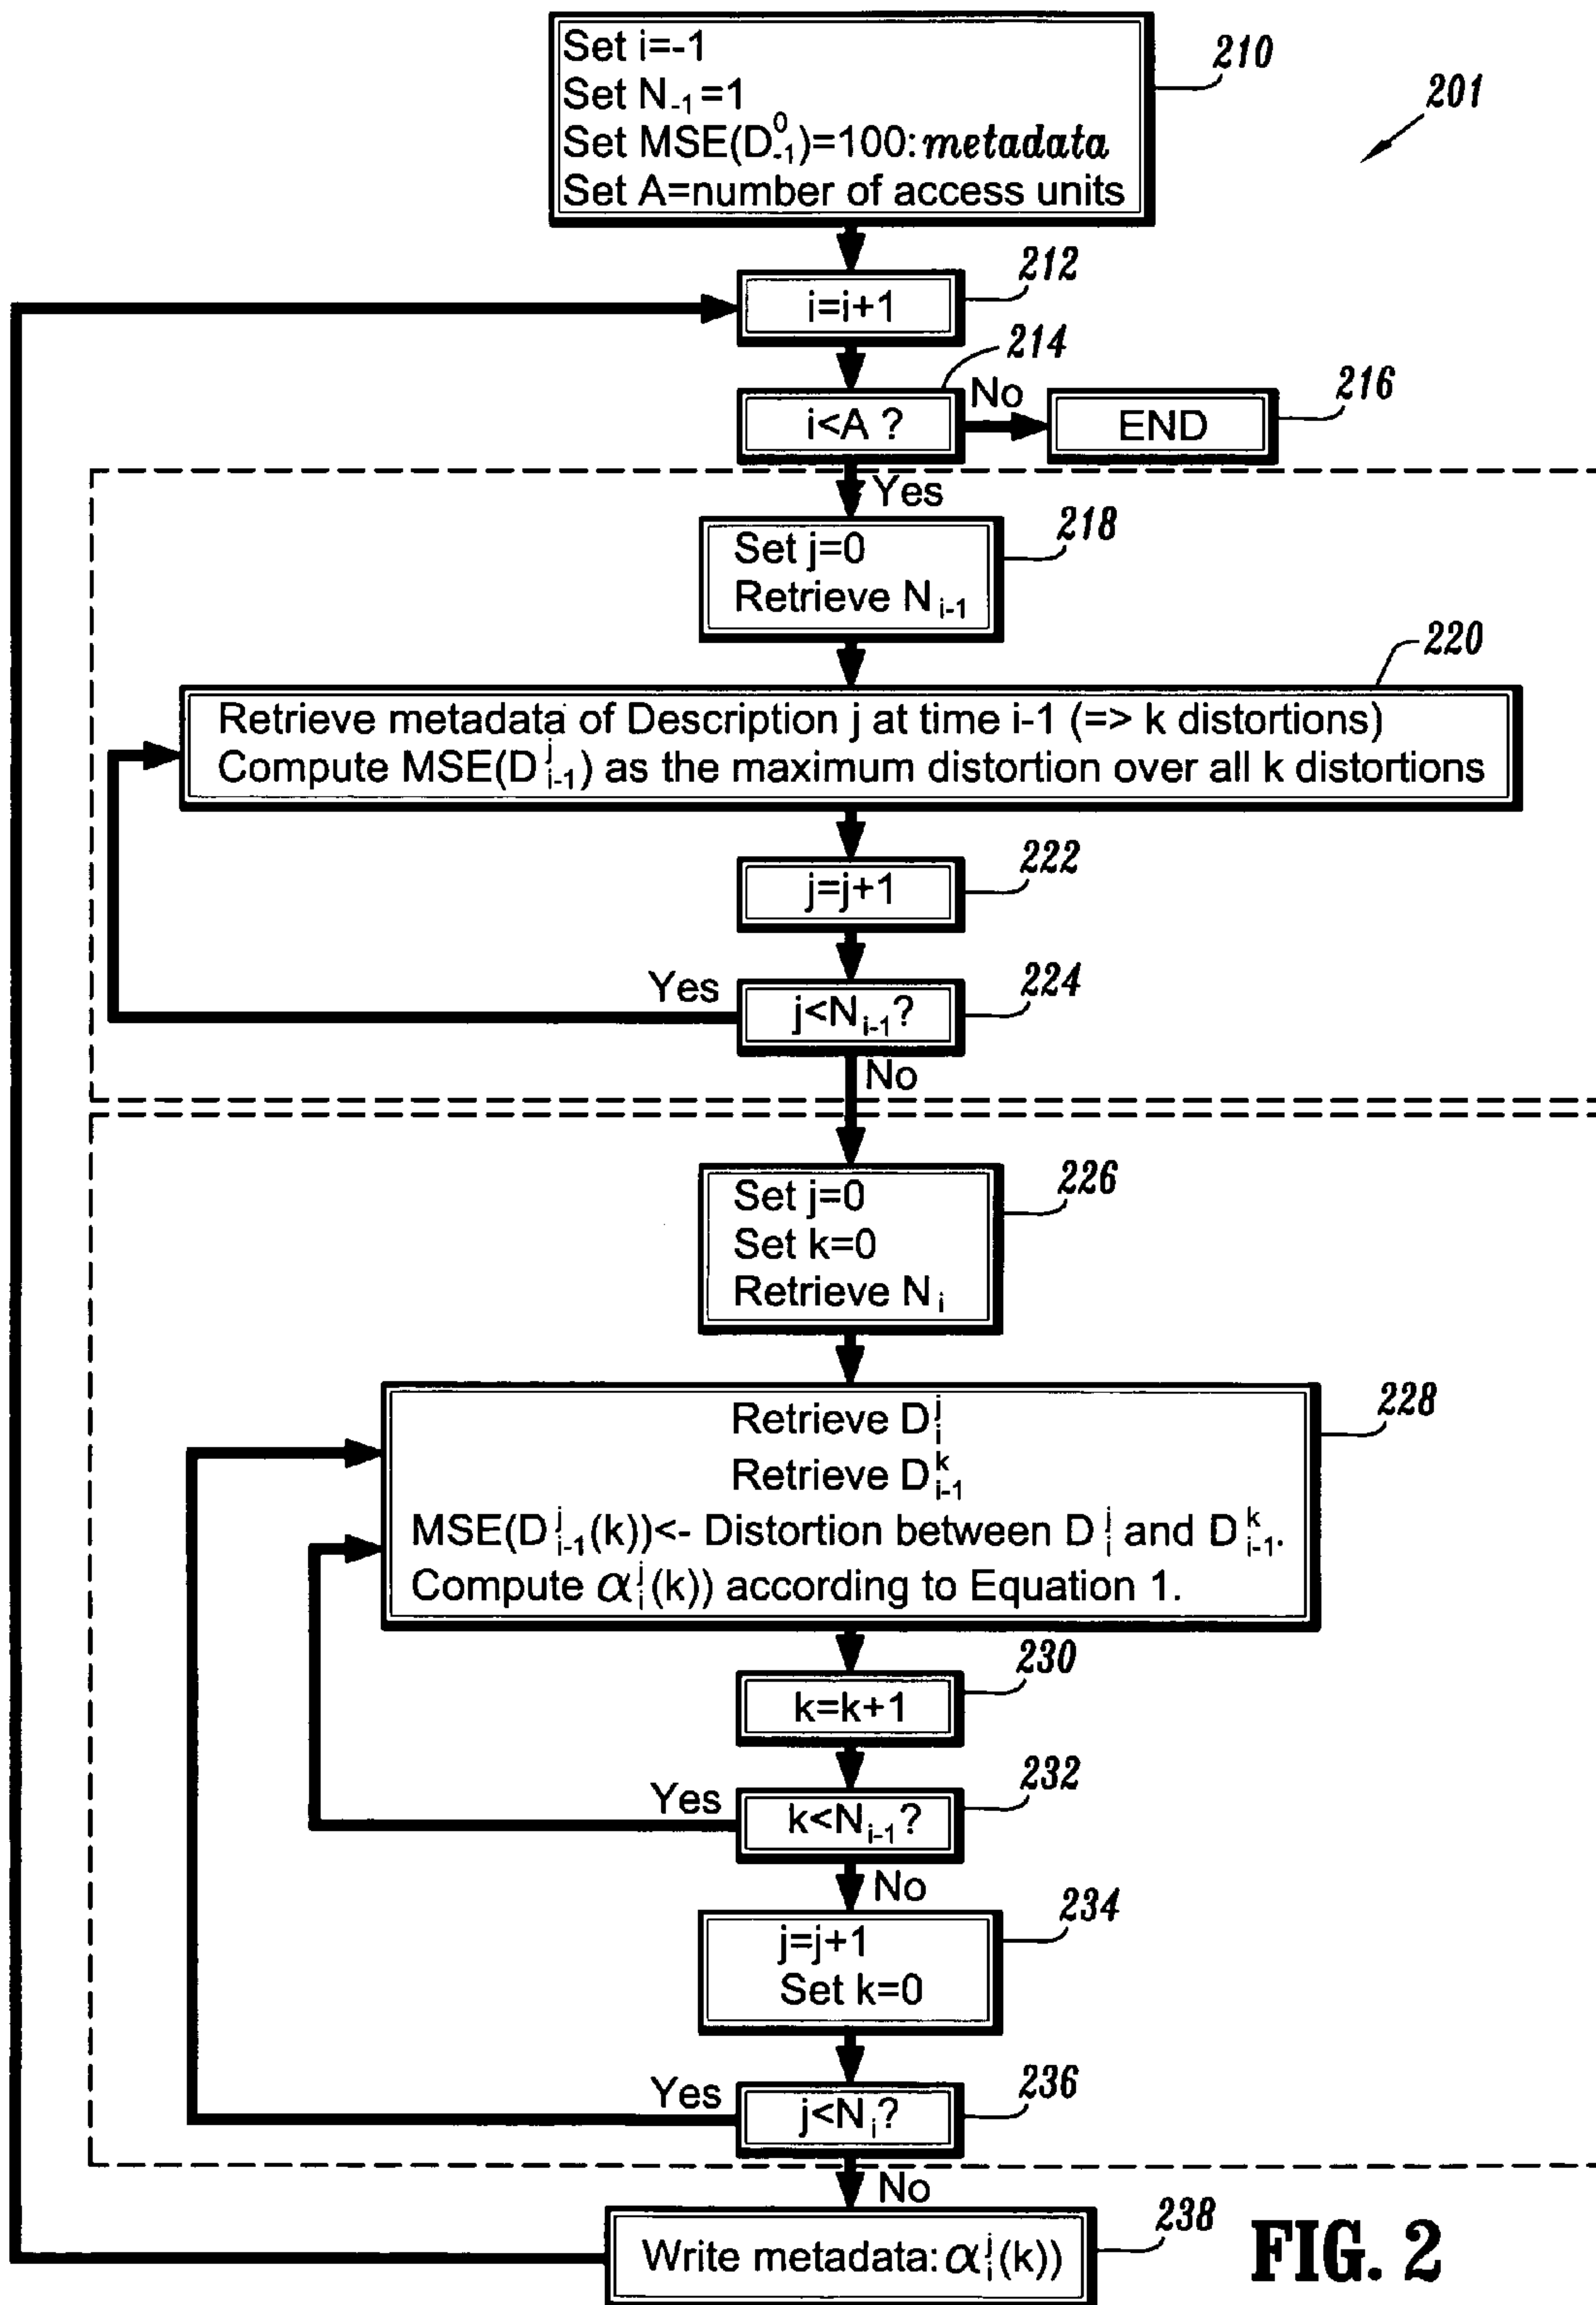 Set i=-1
Set N₋₁=1
Set MSE(D⁰₋₁)=100: metadata
Set A=number of access units
210
201
i=i+1
212
i<A ?
214
No
END
216
Yes
Set j=0
Retrieve Nᵢ₋₁
218
Retrieve metadata of Description j at time i-1 (=> k distortions)
Compute MSE(Dʲᵢ₋₁) as the maximum distortion over all k distortions
220
j=j+1
222
Yes
j<Nᵢ₋₁?
224
No
Set j=0
Set k=0
Retrieve Nᵢ
226
Retrieve Dʲᵢ
Retrieve Dᵏᵢ₋₁
MSE(Dʲᵢ₋₁(k))<- Distortion between Dʲᵢ and Dᵏᵢ₋₁.
Compute αʲᵢ(k)) according to Equation 1.
228
k=k+1
230
Yes
k<Nᵢ₋₁?
232
No
j=j+1
Set k=0
234
Yes
j<Nᵢ?
236
No
Write metadata: αʲᵢ(k))
238
FIG. 2